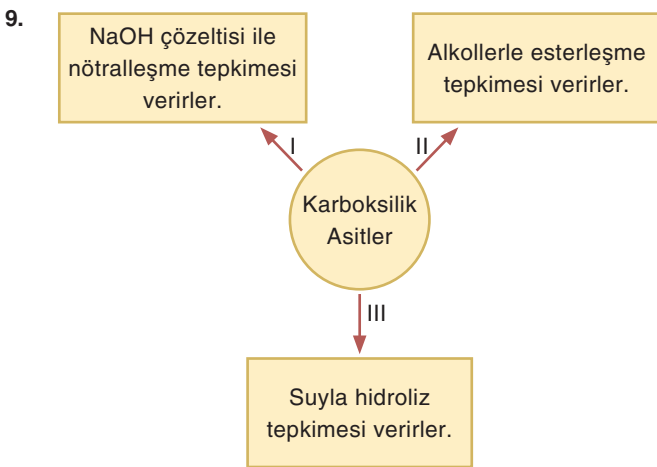 9.
NaOH çözeltisi ile
nötralleşme tepkimesi
verirler.
Alkollerle esterleşme
tepkimesi verirler.
I
II
Karboksilik
Asitler
III
Suyla hidroliz
tepkimesi verirler.